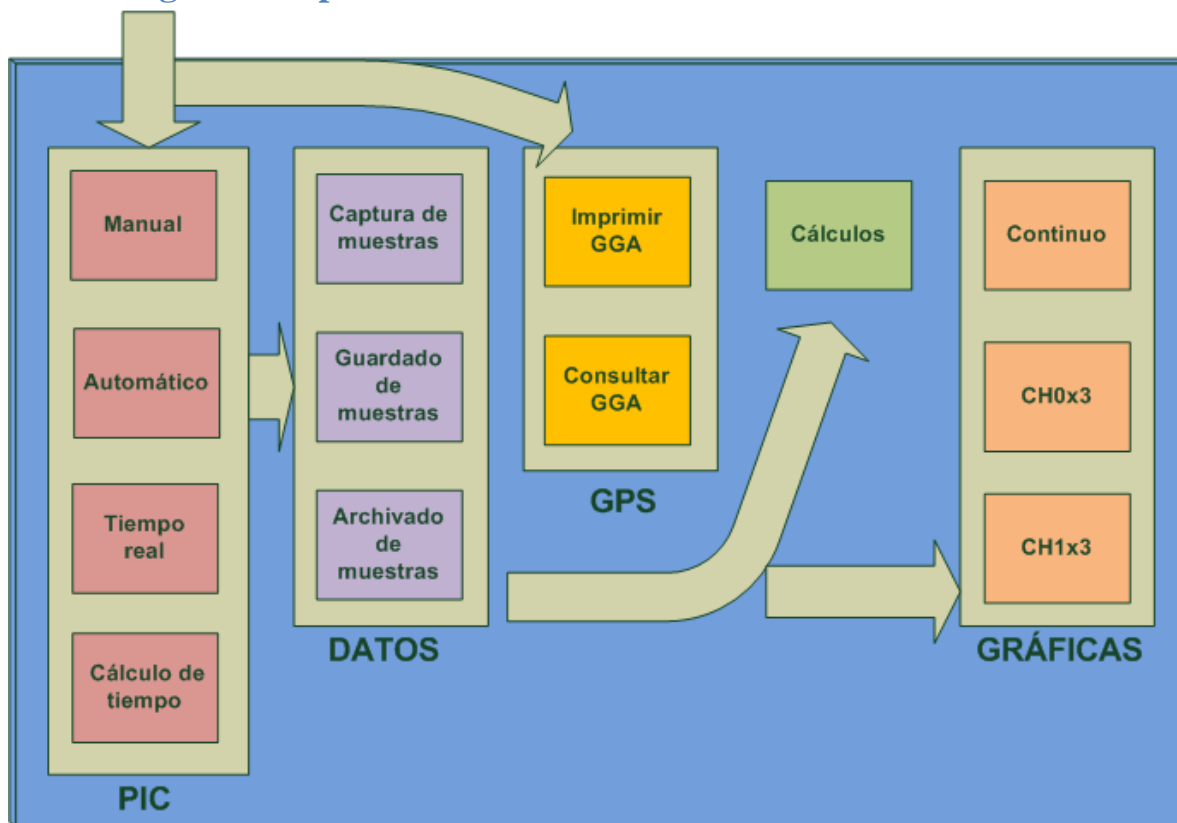 Manual
Automático
Tiempo
real
Cálculo de
tiempo
PIC
Captura de
muestras
Guardado
de
muestras
Archivado
de
muestras
DATOS
Imprimir
GGA
Consultar
GGA
GPS
Cálculos
Continuo
CH0x3
CH1x3
GRÁFICAS